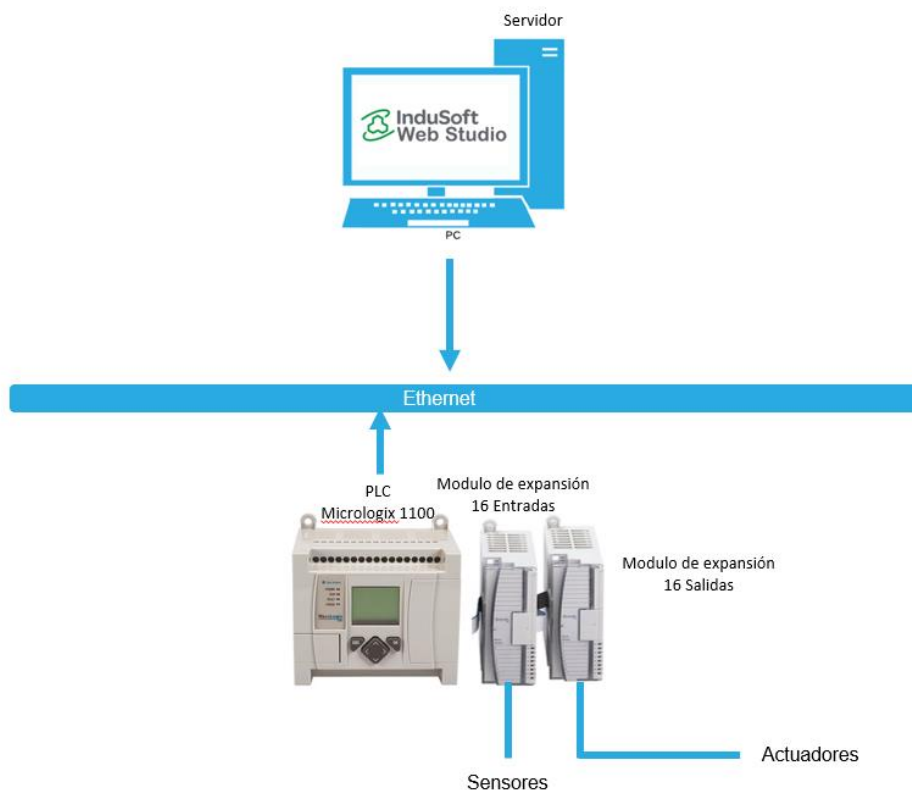 Servidor
InduSoft
Web Studio
PC
Ethernet
PLC
Micrologix 1100
Modulo de expansión
16 Entradas
Modulo de expansión
16 Salidas
Sensores
Actuadores